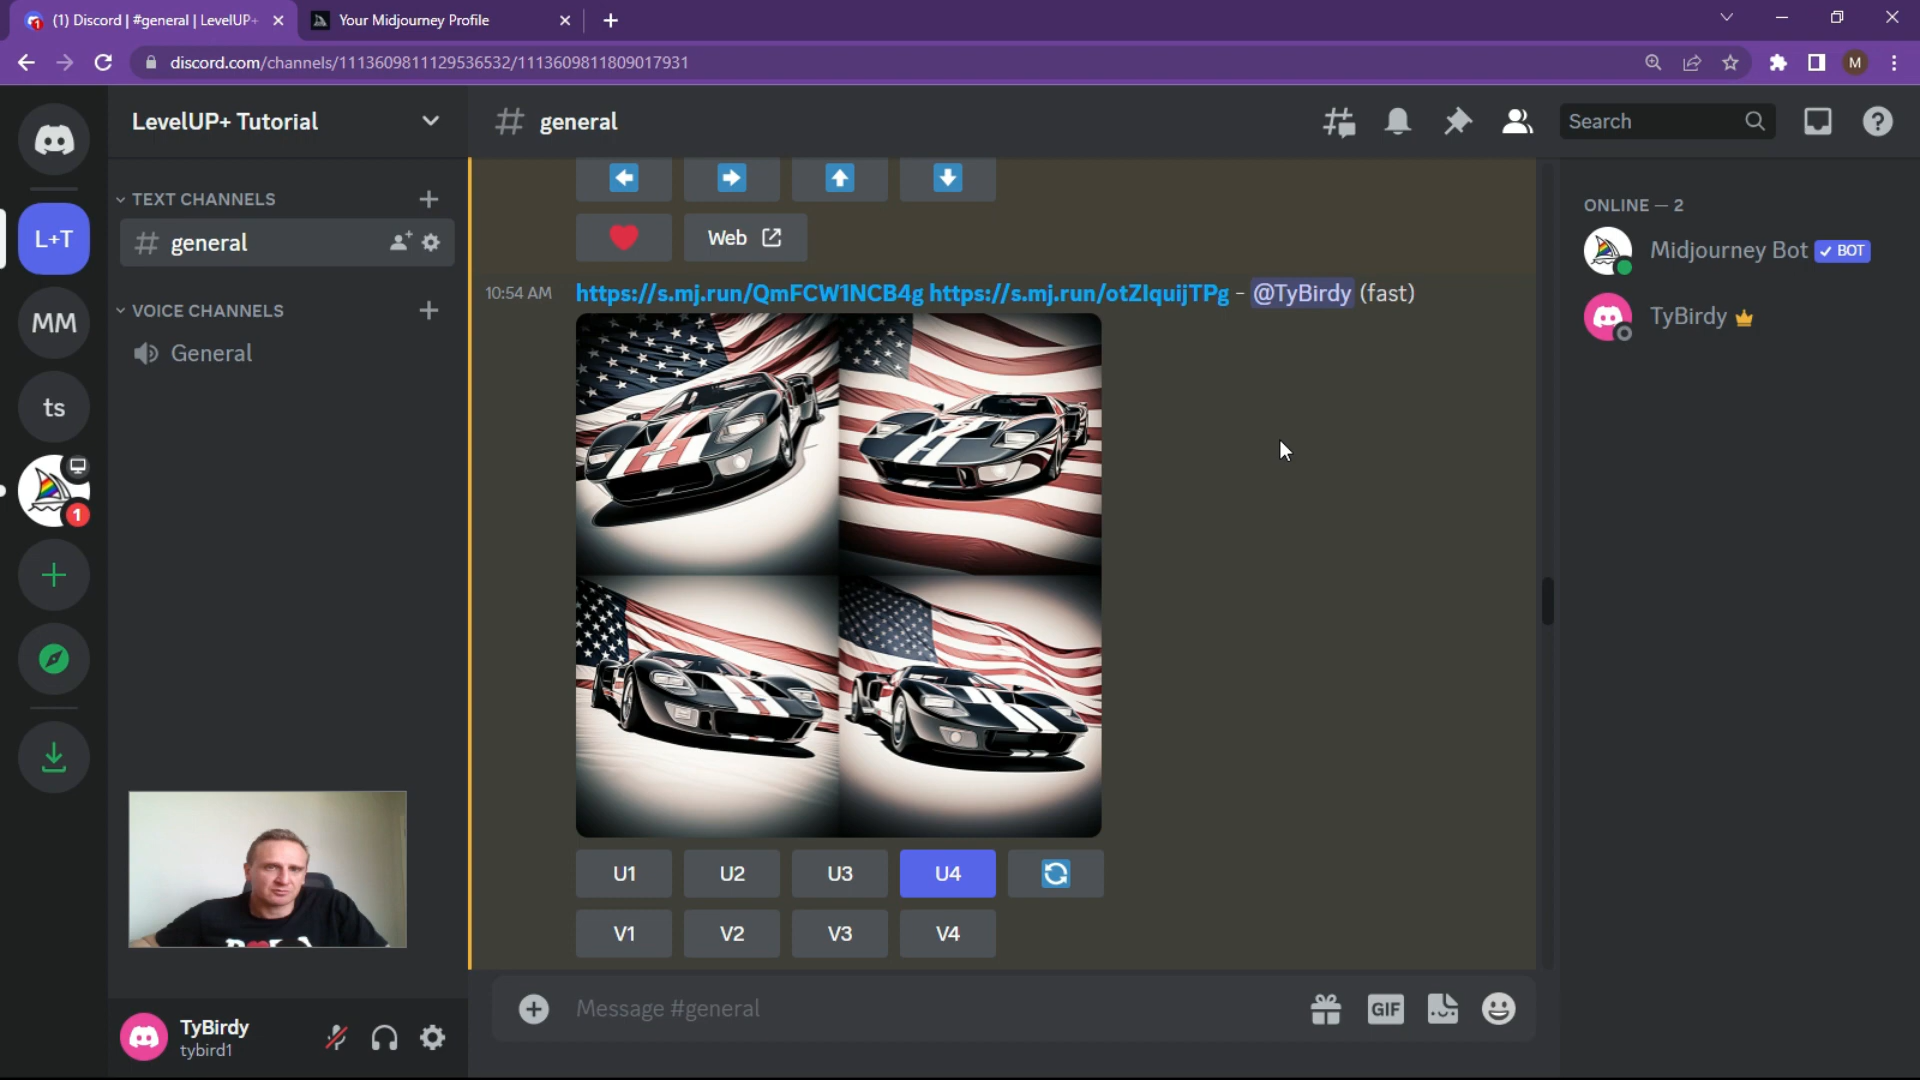 (1) Discord | #general | LevelUP+
Your Midjourney Profile
discord.com/channels/1113609811129536532/1113609811809017931
M
LevelUP+ Tutorial
# general
Search
TEXT CHANNELS
L+T
# general
MM
VOICE CHANNELS
General
ts
1
Web
10:54 AM
https://s.mj.run/QmFCW1NCB4g https://s.mj.run/otZIquijTPg - @TyBirdy (fast)
U1 U2 U3 U4
V1 V2 V3 V4
Message #general
GIF
TyBirdy
tybird1
ONLINE — 2
Midjourney Bot ✓ BOT
TyBirdy